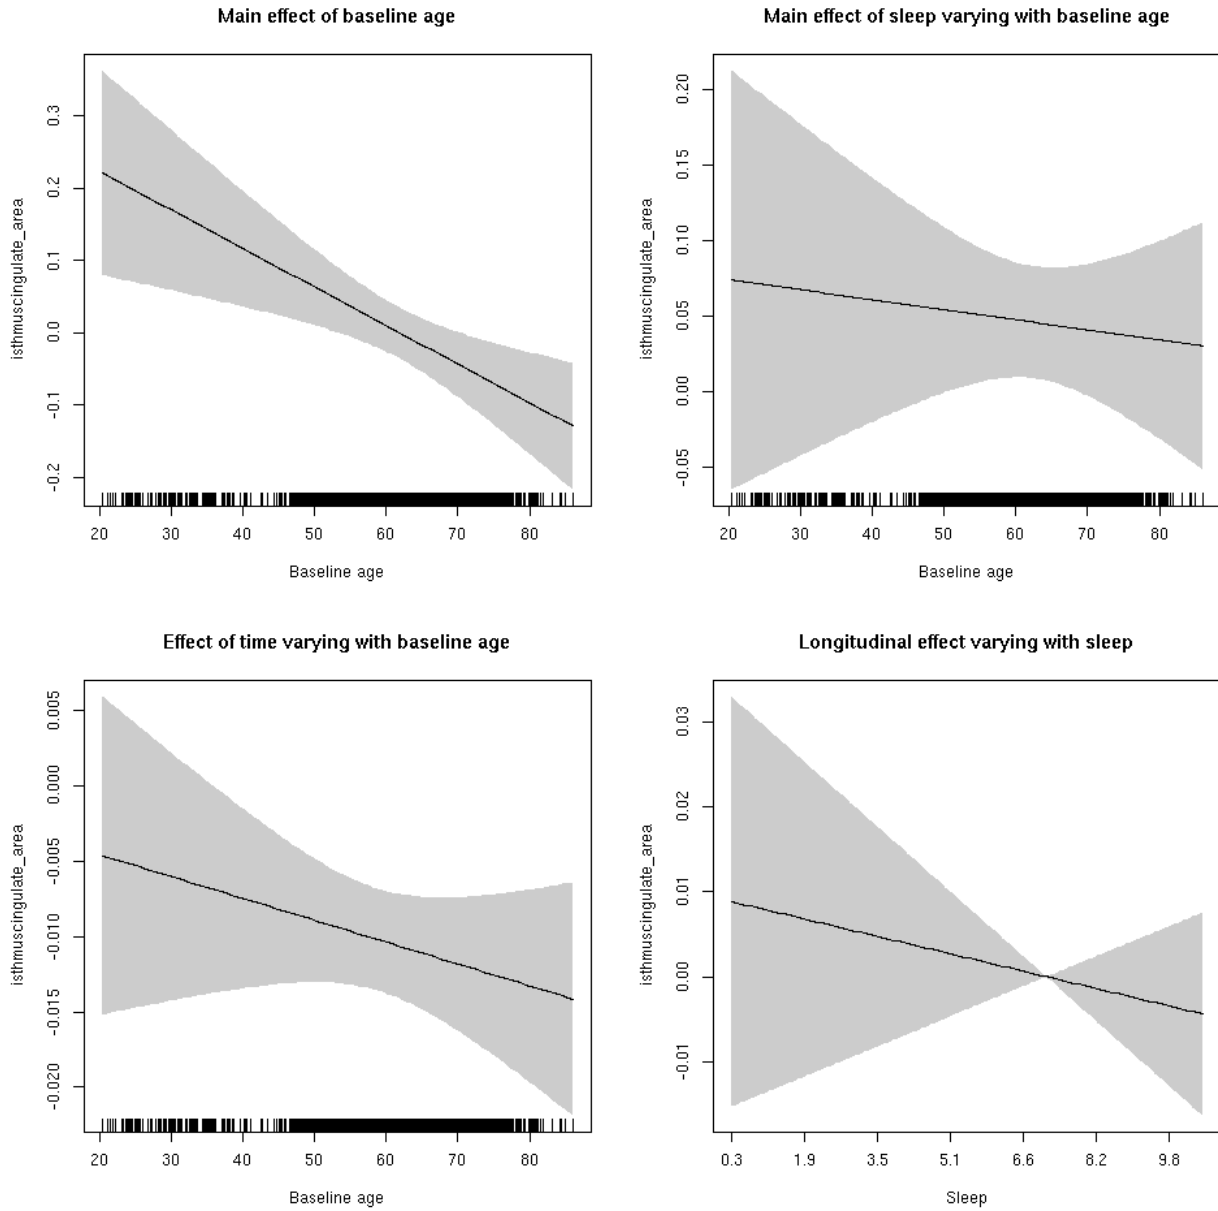 Main effect of baseline age
isthmuscingulate_area
0.3
0.2
0.1
0.0
-0.1
-0.2
20 30 40 50 60 70 80
Baseline age
Main effect of sleep varying with baseline age
isthmuscingulate_area
0.20
0.15
0.10
0.05
0.00
-0.05
20 30 40 50 60 70 80
Baseline age
Effect of time varying with baseline age
isthmuscingulate_area
0.005
0.000
-0.005
-0.010
-0.015
-0.020
20 30 40 50 60 70 80
Baseline age
Longitudinal effect varying with sleep
isthmuscingulate_area
0.03
0.02
0.01
0.00
-0.01
0.3 1.9 3.5 5.1 6.6 8.2 9.8
Sleep